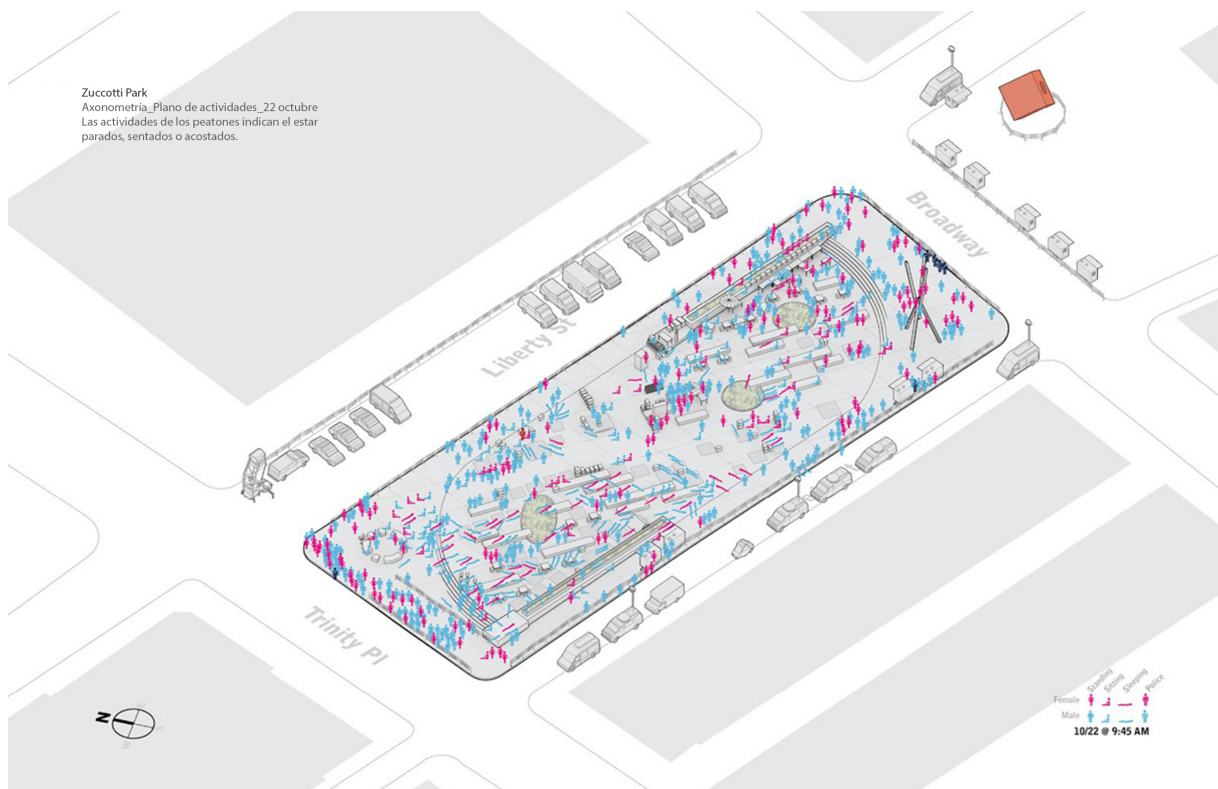 Zuccotti Park
Axonometría_Plano de actividades_22 octubre
Las actividades de los peatones indican el estar
parados, sentados o acostados.
Broadway
Liberty St
Trinity Pl
N
Standing
Sitting
Sleeping
Police
Female
Male
10/22 @ 9:45 AM